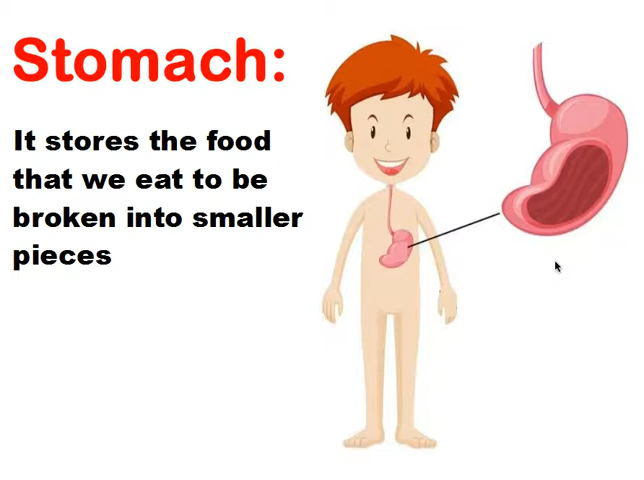 Stomach:
It stores the food
that we eat to be
broken into smaller
pieces